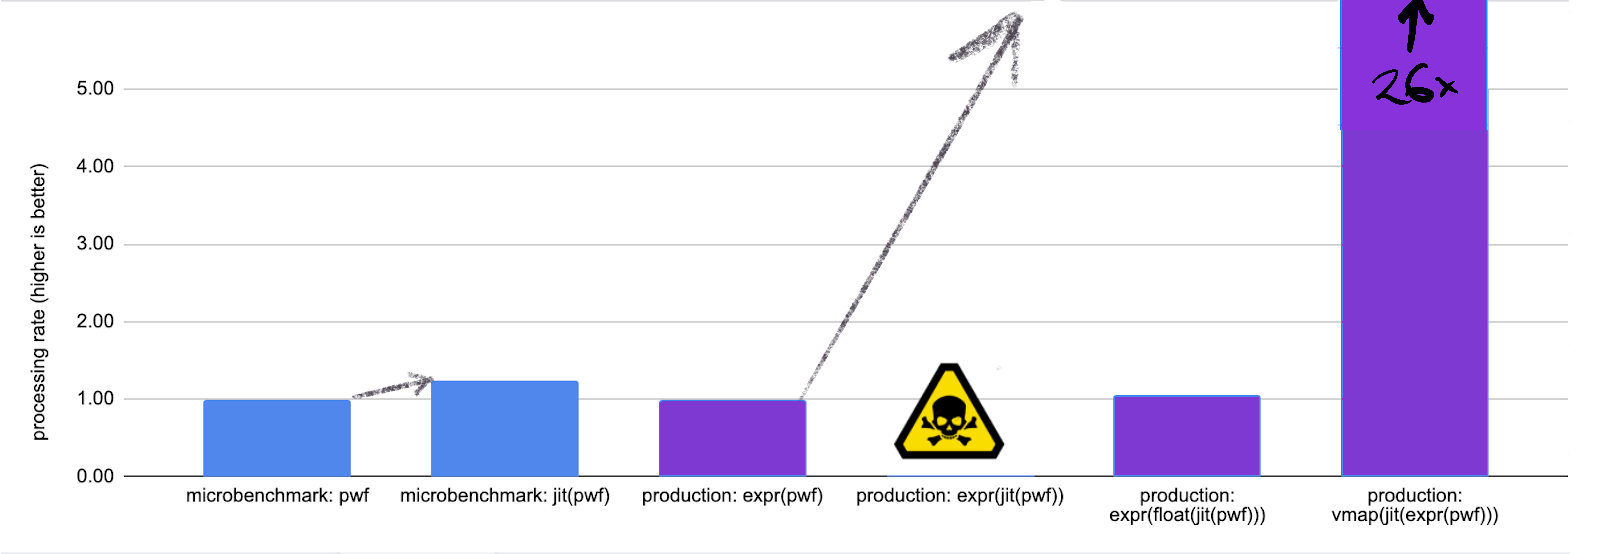 26x
5.00
4.00
3.00
2.00
1.00
0.00
processing rate (higher is better)
microbenchmark: pwf
microbenchmark: jit(pwf)
production: expr(pwf)
production: expr(jit(pwf))
production:
expr(float(jit(pwf)))
production:
vmap(jit(expr(pwf)))